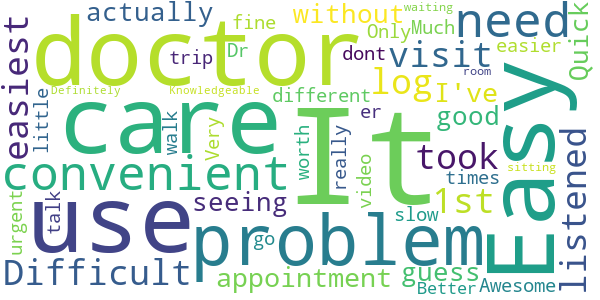 actually
without
fine
waiting
Only
Much
need
Quick
easiest
doctor
trip
Dr
dont
visit
easier
room
Definitely
Knowledgeable
log
I've
little
care
It
different
er
good
Easy
walk
Very
worth
really
video
took
times
listened
convenient
sitting
urgent
talk
use
seeing
problem
go
slow
1st
Difficult
appointment
guess
Better
Awesome